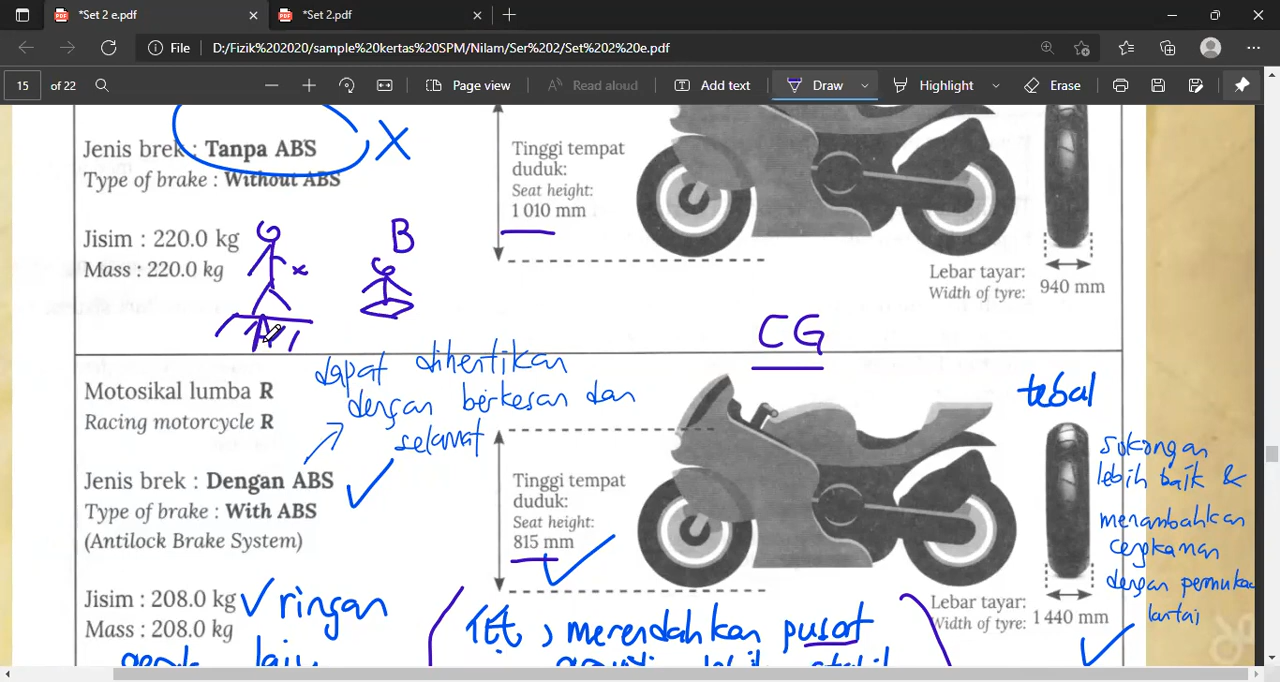 *Set 2 e.pdf
*Set 2.pdf
File
D:/Fizik%202020/sample%20kertas%20SPM/Nilam/Ser%202/Set%202%20e.pdf
15
of 22
Page view
Read aloud
Add text
Draw
Highlight
Erase
Jenis brek : Tanpa ABS
Type of brake : Without ABS
X
Jisim : 220.0 kg
Mass : 220.0 kg
x
B
Tinggi tempat
duduk:
Seat height:
1 010 mm
Lebar tayar:
Width of tyre:
940 mm
CG
Motosikal lumba R
Racing motorcycle R
dapat dihentikan
dengan berkesan dan
selamat
Jenis brek : Dengan ABS
Type of brake : With ABS
(Antilock Brake System)
Jisim : 208.0 kg
Mass : 208.0 kg
ringan
Tinggi tempat
duduk:
Seat height:
815 mm
tebal
sokongan
lebih baik &
menambahkan
cengkaman
dengan permukaan
lantai
Lebar tayar:
Width of tyre:
1 440 mm
, merendahkan pusat